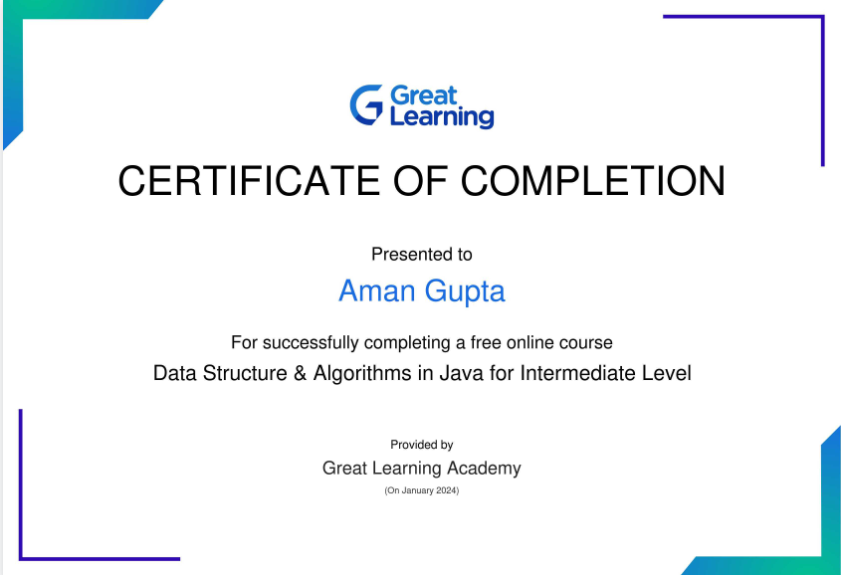 Great
Learning
CERTIFICATE OF COMPLETION
Presented to
Aman Gupta
For successfully completing a free online course
Data Structure & Algorithms in Java for Intermediate Level
Provided by
Great Learning Academy
(On January 2024)